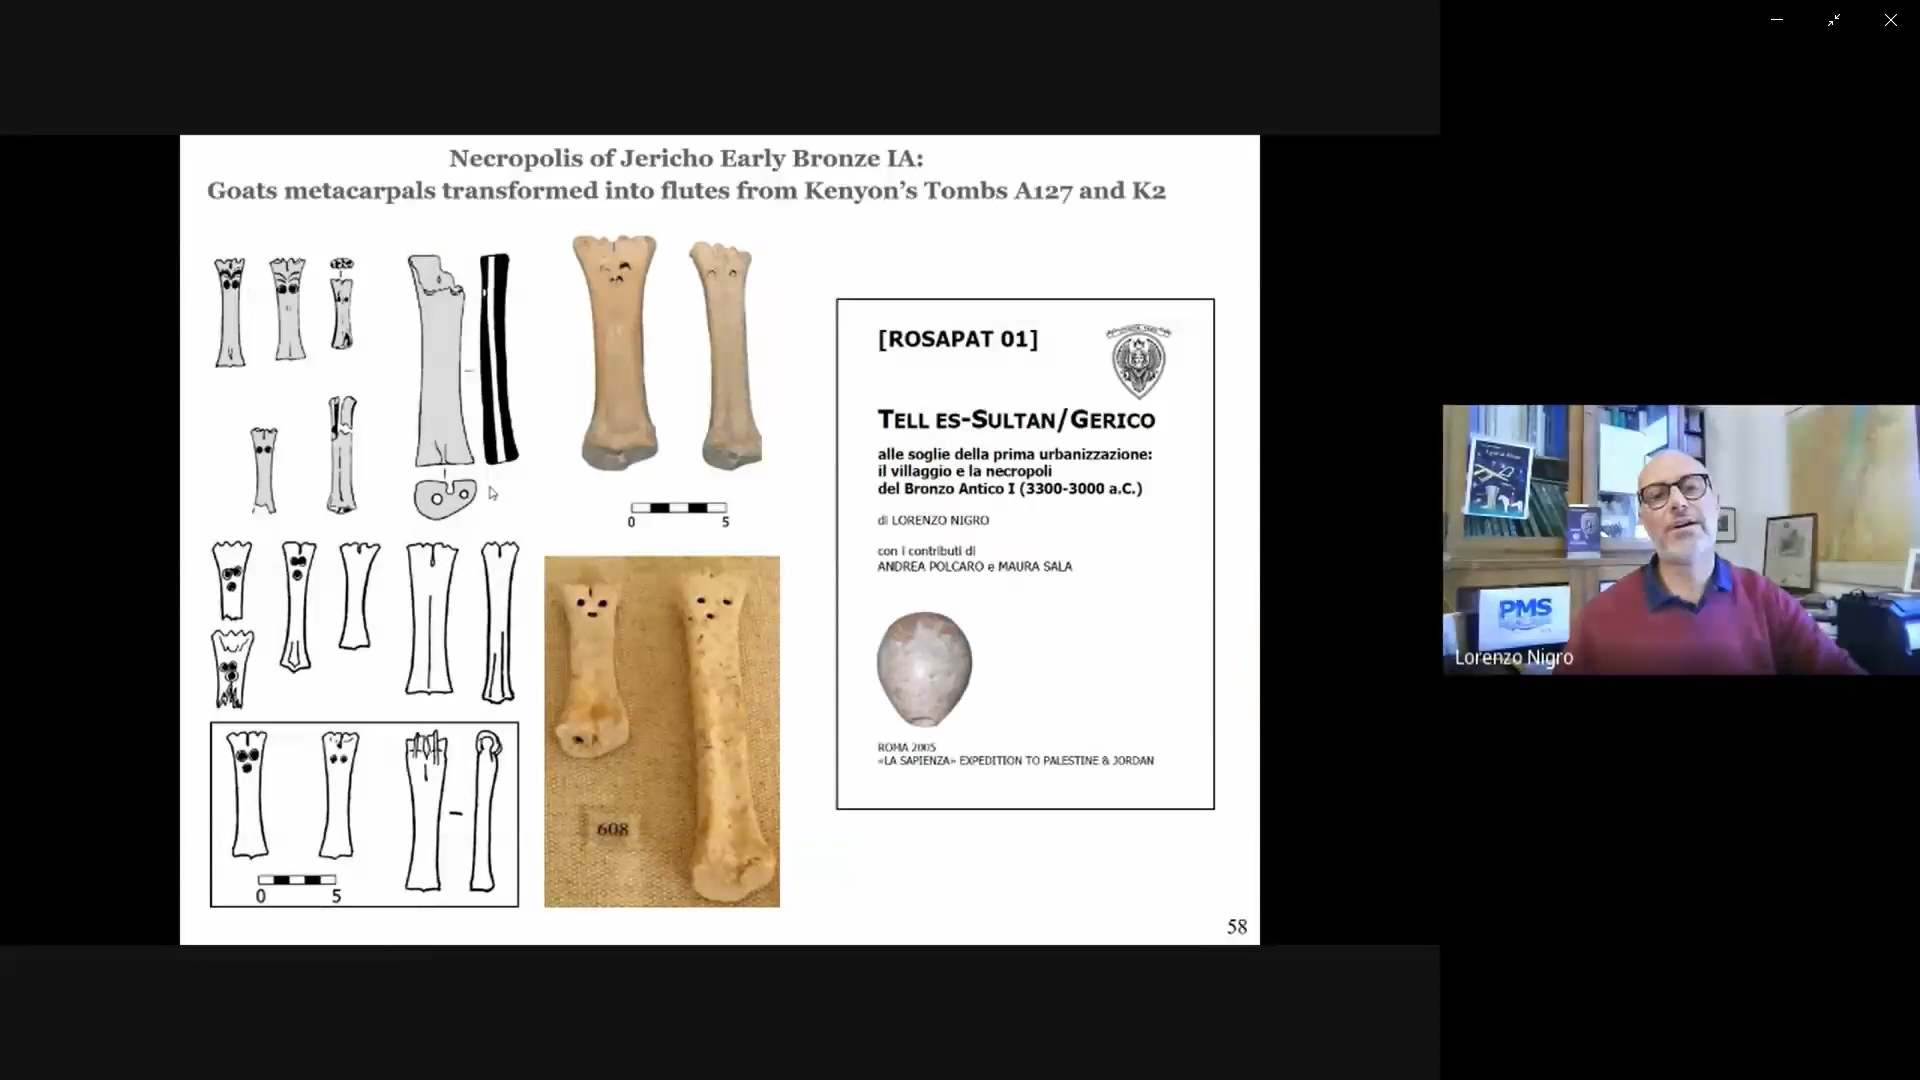 Necropolis of Jericho Early Bronze IA:
Goats metacarpals transformed into flutes from Kenyon's Tombs A127 and K2
0 5
0 5
608
[ROSAPAT 01]
TELL ES-SULTAN/GERICO
alle soglie della prima urbanizzazione:
il villaggio e la necropoli
del Bronzo Antico I (3300-3000 a.C.)
di LORENZO NIGRO
con i contributi di
ANDREA POLCARO e MAURA SALA
ROMA 2005
«LA SAPIENZA» EXPEDITION TO PALESTINE & JORDAN
58
PMS
Lorenzo Nigro